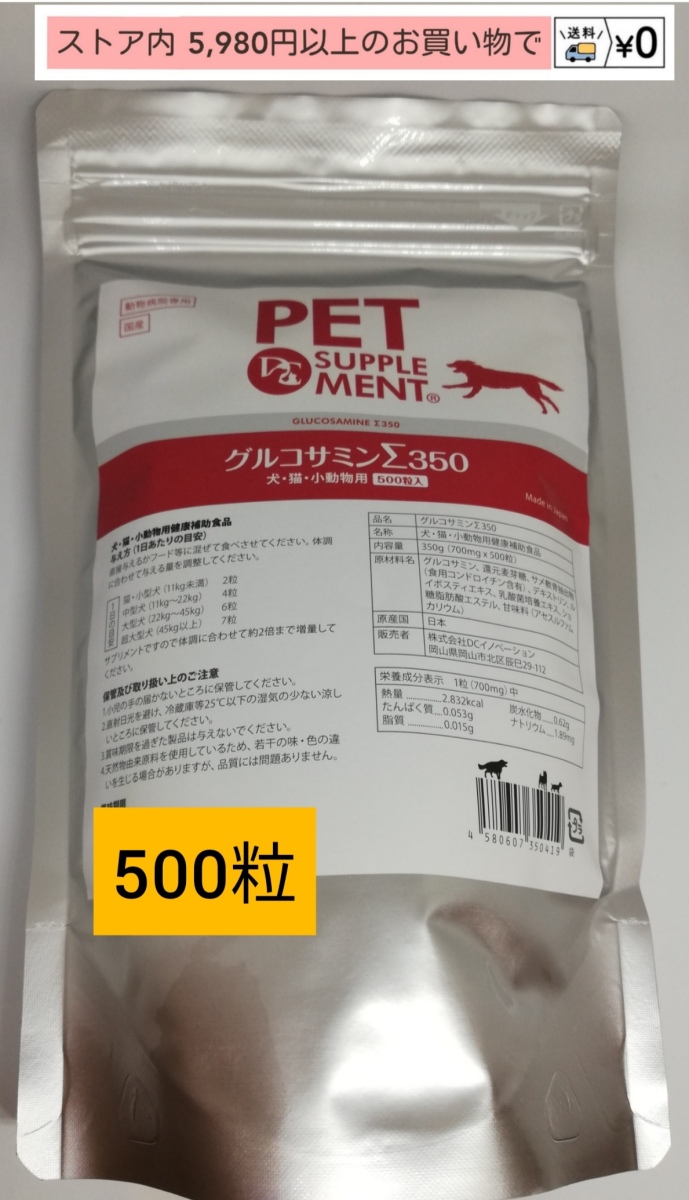 ストア内 5,980円以上のお買い物で
送料
¥0
動物病院専用
国産
PET
DC
SUPPLE
MENT®
GLUCOSAMINE Σ350
グルコサミンΣ350
犬・猫・小動物用 500粒入
Made in Japan
犬・猫・小動物用健康補助食品
与え方(1日あたりの目安)
直接与えるかフード等に混ぜて食べさせてください。体調
に合わせて与える量を調整してください。
1日の目安
猫・小型犬(11kg未満) 2粒
中型犬(11kg〜22kg) 4粒
大型犬(22kg〜45kg) 6粒
超大型犬(45kg以上) 7粒
サプリメントですので体調に合わせて約2倍まで増量して
ください。
保管及び取り扱い上のご注意
1.小児の手の届かないところに保管してください。
2.直射日光を避け、冷蔵庫等25℃以下の湿気の少ない涼し
いところに保管してください。
3.賞味期限を過ぎた製品は与えないでください。
4.天然物由来原料を使用しているため、若干の味・色の違
いを生じる場合がありますが、品質には問題ありません。
品名 グルコサミンΣ350
名称 犬・猫・小動物用健康補助食品
内容量 350g (700mg x 500粒)
原材料名 グルコサミン、還元麦芽糖、サメ軟骨抽出物
(食用コンドロイチン含有)、デキストリン、
イボスティエキス、乳酸菌培養エキス、ショ
糖脂肪酸エステル、甘味料(アセスルファム
カリウム)
原産国 日本
販売者 株式会社DCイノベーション
岡山県岡山市北区辰巳29-112
栄養成分表示 1粒(700mg)中
熱量 2.832kcal
たんぱく質 0.053g
脂質 0.015g
炭水化物 0.62g
ナトリウム 1.89mg
4 580607 350419
袋
プラ
500粒